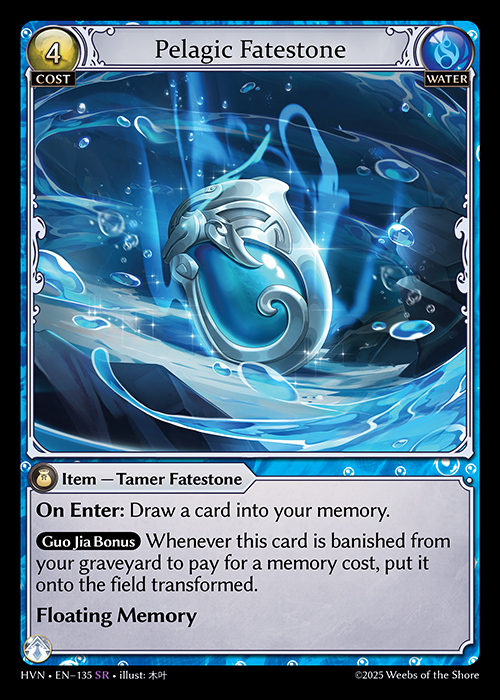 4
Pelagic Fatestone
COST
WATER
Item — Tamer Fatestone
On Enter: Draw a card into your memory.
Guo Jia Bonus Whenever this card is banished from
your graveyard to pay for a memory cost, put it
onto the field transformed.
Floating Memory
HVN • EN–135 SR • illust: 木叶
©2025 Weebs of the Shore